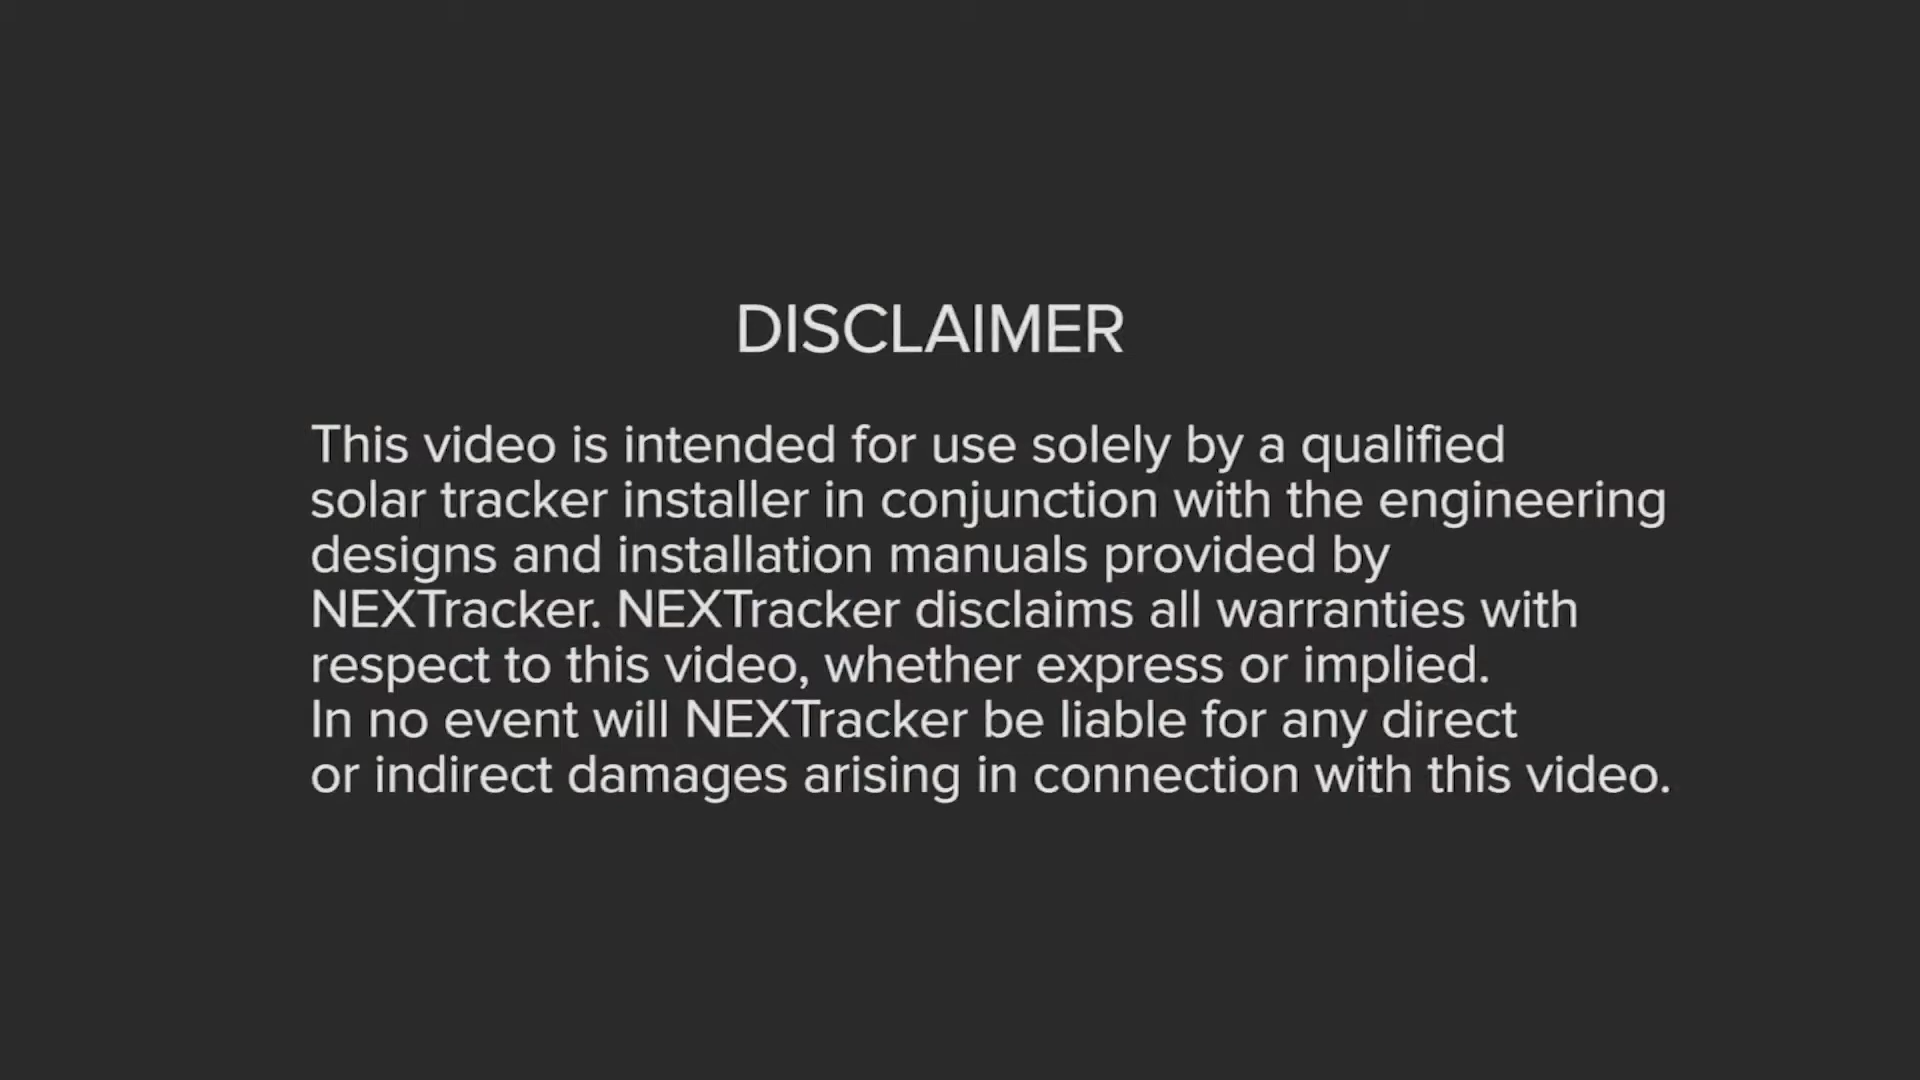 DISCLAIMER
This video is intended for use solely by a qualified
solar tracker installer in conjunction with the engineering
designs and installation manuals provided by
NEXTracker. NEXTracker disclaims all warranties with
respect to this video, whether express or implied.
In no event will NEXTracker be liable for any direct
or indirect damages arising in connection with this video.